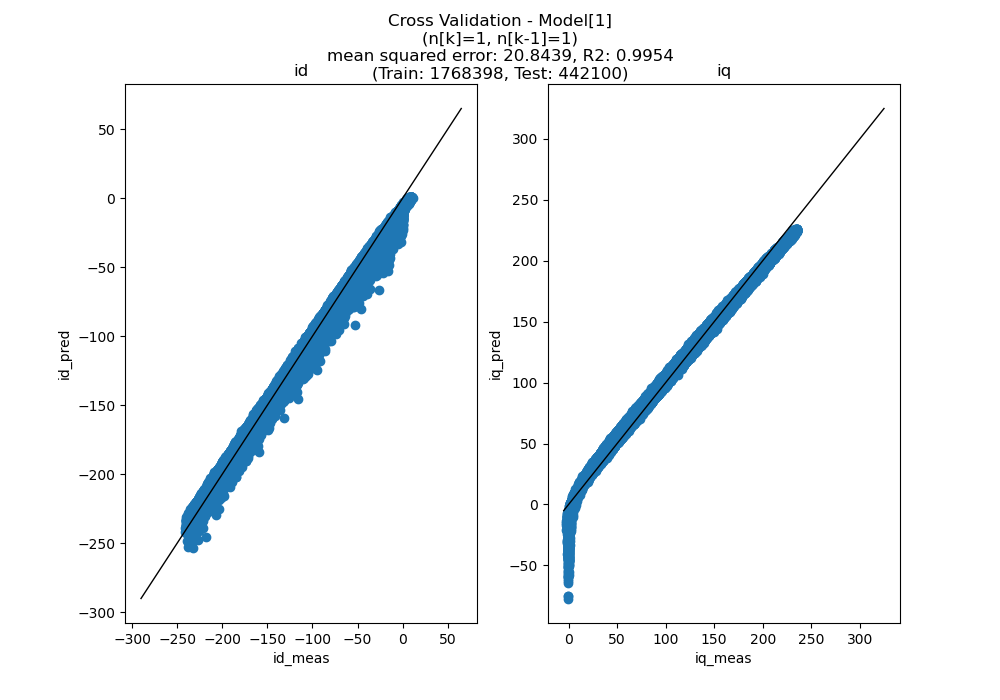 Cross Validation - Model[1]
(n[k]=1, n[k-1]=1)
mean squared error: 20.8439, R2: 0.9954
(Train: 1768398, Test: 442100)
id
50
0
−50
−100
−150
−200
−250
−300
id_pred
−300 −250 −200 −150 −100 −50 0 50
id_meas
iq
300
250
200
150
100
50
0
−50
iq_pred
0 50 100 150 200 250 300
iq_meas